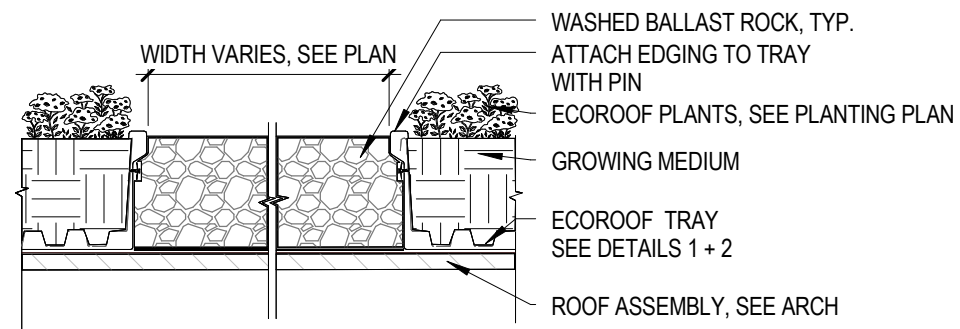 WIDTH VARIES, SEE PLAN
WASHED BALLAST ROCK, TYP.
ATTACH EDGING TO TRAY
WITH PIN
ECOROOF PLANTS, SEE PLANTING PLAN
GROWING MEDIUM
ECOROOF TRAY
SEE DETAILS 1 + 2
ROOF ASSEMBLY, SEE ARCH